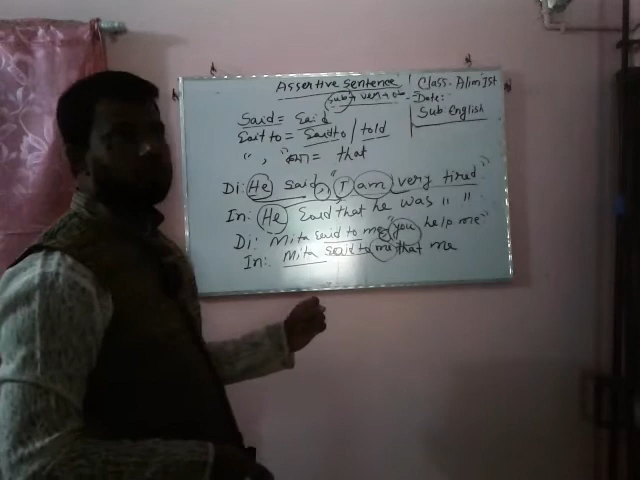 Assertive Sentence
Class- Alim 1st
Date:-
Sub English
Said = Said
Said to = Said to / told
" , " = that
Di: He said, "I am very tired."
In: He Said that he was " "
Di: Mita said to me, "you help me"
In: Mita said to me that me